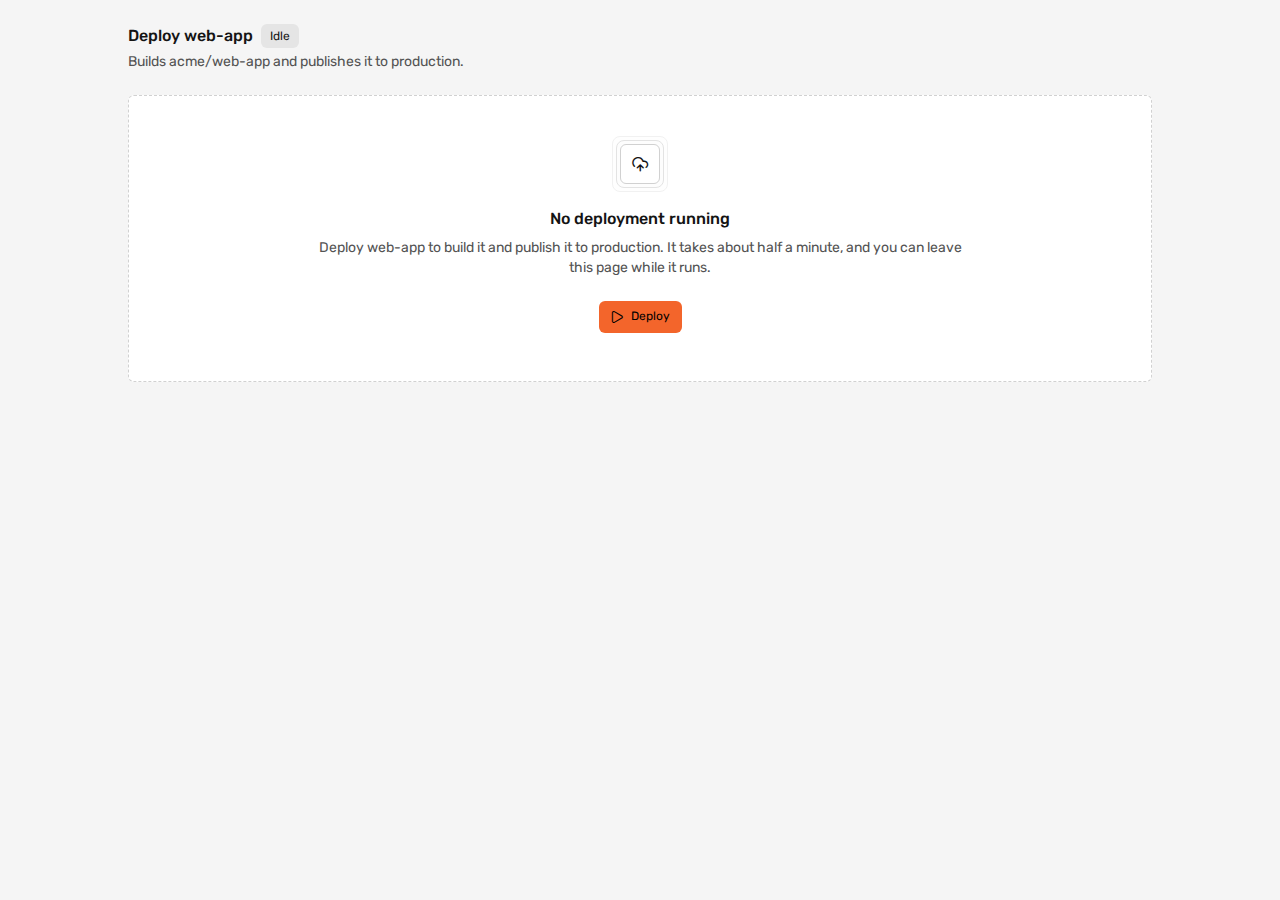 Deploy web-app
Idle
Builds acme/web-app and publishes it to production.
No deployment running
Deploy web-app to build it and publish it to production. It takes about half a minute, and you can leave
this page while it runs.
Deploy